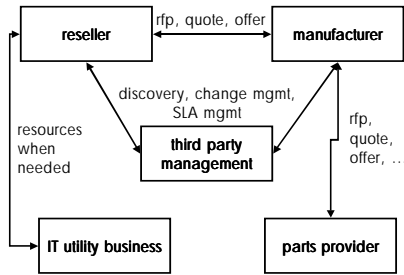 rfp, quote, offer
reseller
manufacturer
discovery, change mgmt,
SLA mgmt
resources
when
needed
third party
management
rfp,
quote,
offer, ...
IT utility business
parts provider